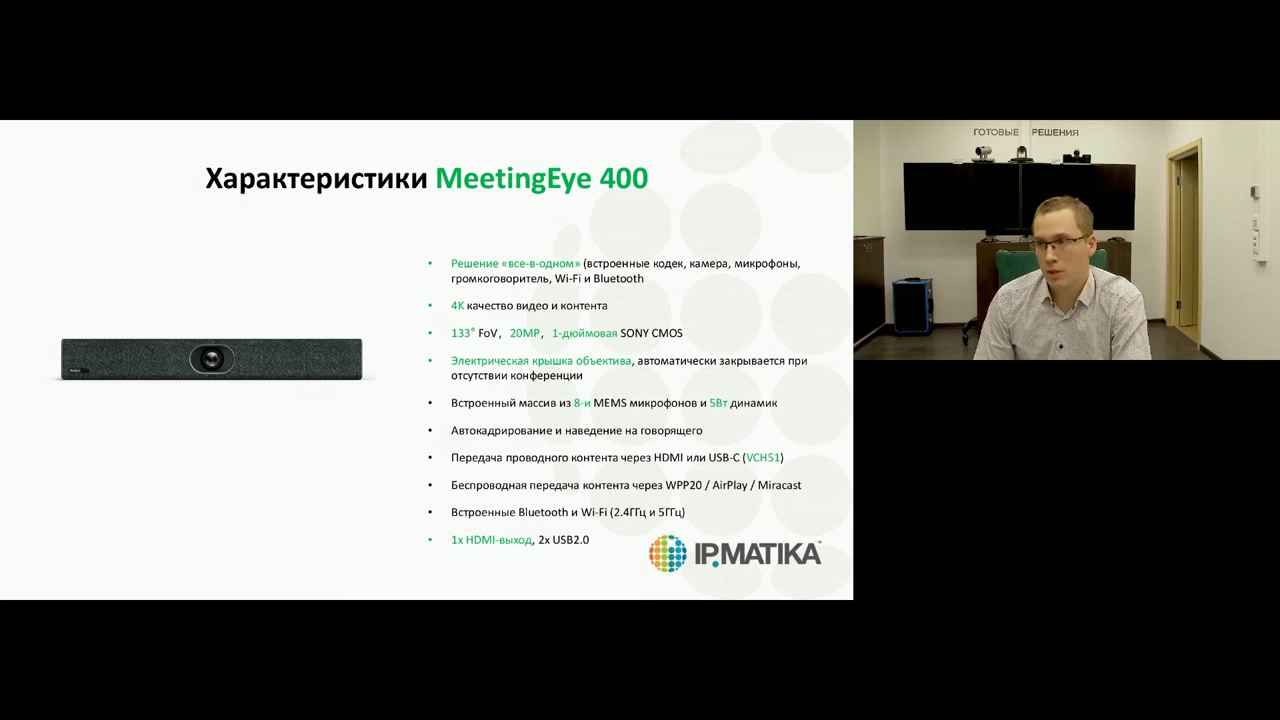 Характеристики MeetingEye 400
• Решение «все-в-одном» (встроенные кодек, камера, микрофоны,
громкоговоритель, Wi-Fi и Bluetooth
• 4K качество видео и контента
• 133° FoV, 20MP, 1-дюймовая SONY CMOS
• Электрическая крышка объектива, автоматически закрывается при
отсутствии конференции
• Встроенный массив из 8-и MEMS микрофонов и 5Вт динамик
• Автокадрирование и наведение на говорящего
• Передача проводного контента через HDMI или USB-C (VCH51)
• Беспроводная передача контента через WPP20 / AirPlay / Miracast
• Встроенные Bluetooth и Wi-Fi (2.4ГГц и 5ГГц)
• 1x HDMI-выход, 2x USB2.0
IP.MATIKA™
ГОТОВЫЕ РЕШЕНИЯ